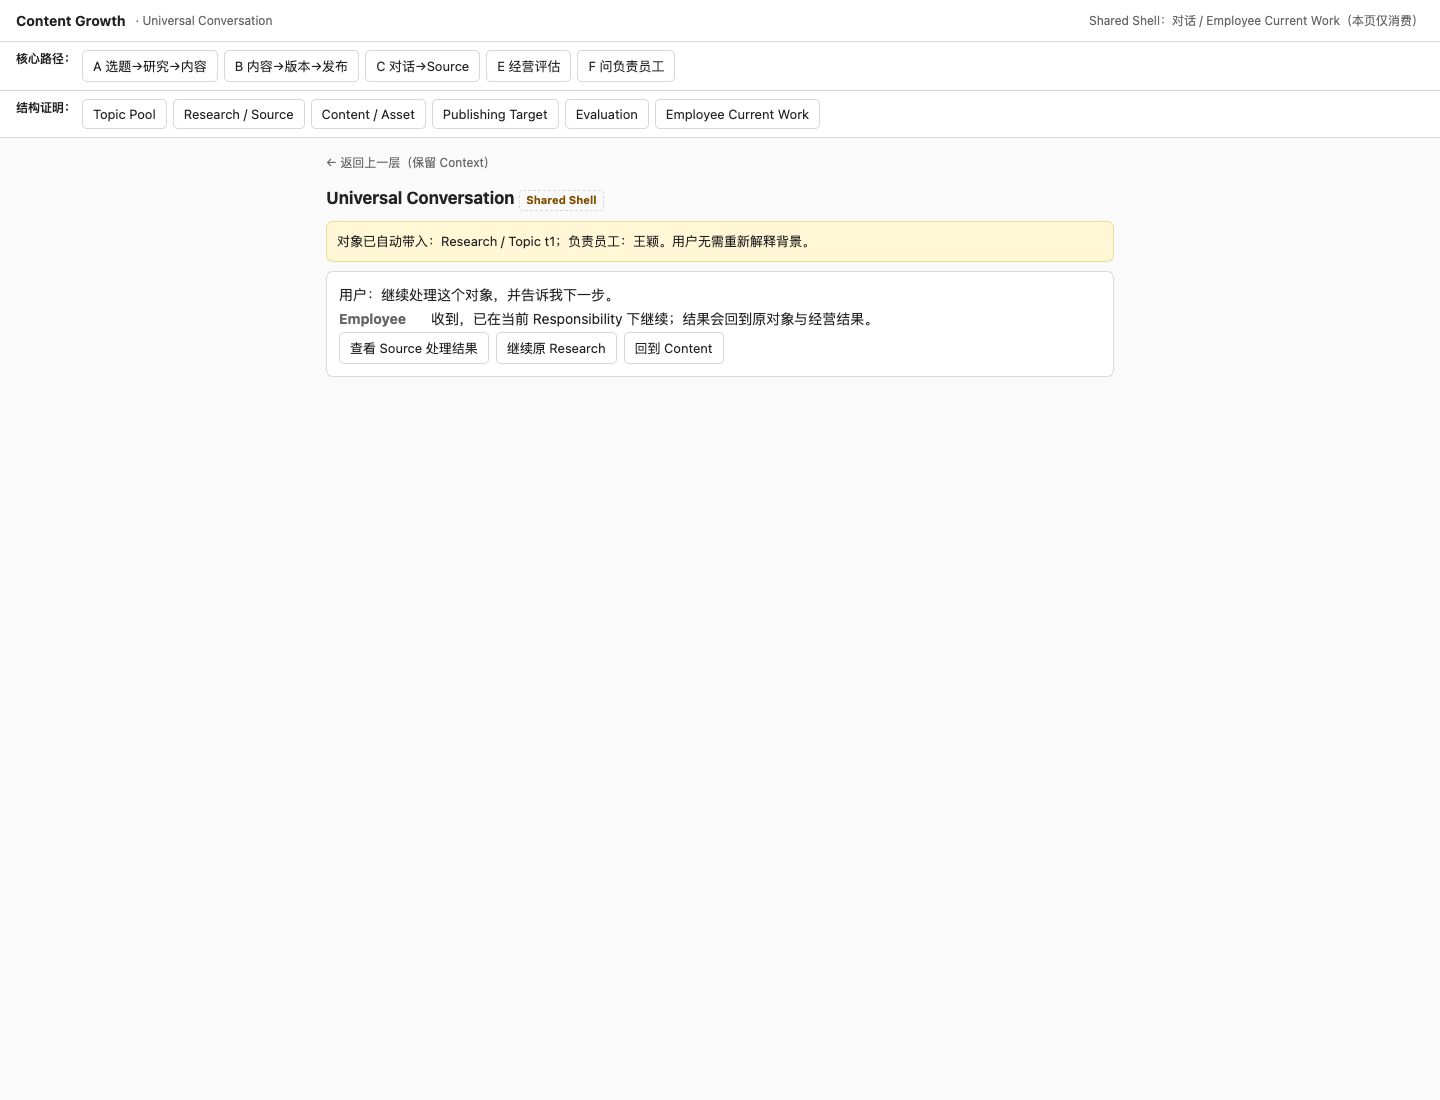 Content Growth · Universal Conversation
Shared Shell：对话 / Employee Current Work（本页仅消费）
核心路径： A 选题→研究→内容 B 内容→版本→发布 C 对话→Source E 经营评估 F 问负责员工
结构证明： Topic Pool Research / Source Content / Asset Publishing Target Evaluation Employee Current Work
← 返回上一层（保留 Context）
Universal Conversation Shared Shell
对象已自动带入：Research / Topic t1；负责员工：王颖。用户无需重新解释背景。
用户：继续处理这个对象，并告诉我下一步。
Employee 收到，已在当前 Responsibility 下继续；结果会回到原对象与经营结果。
查看 Source 处理结果 继续原 Research 回到 Content